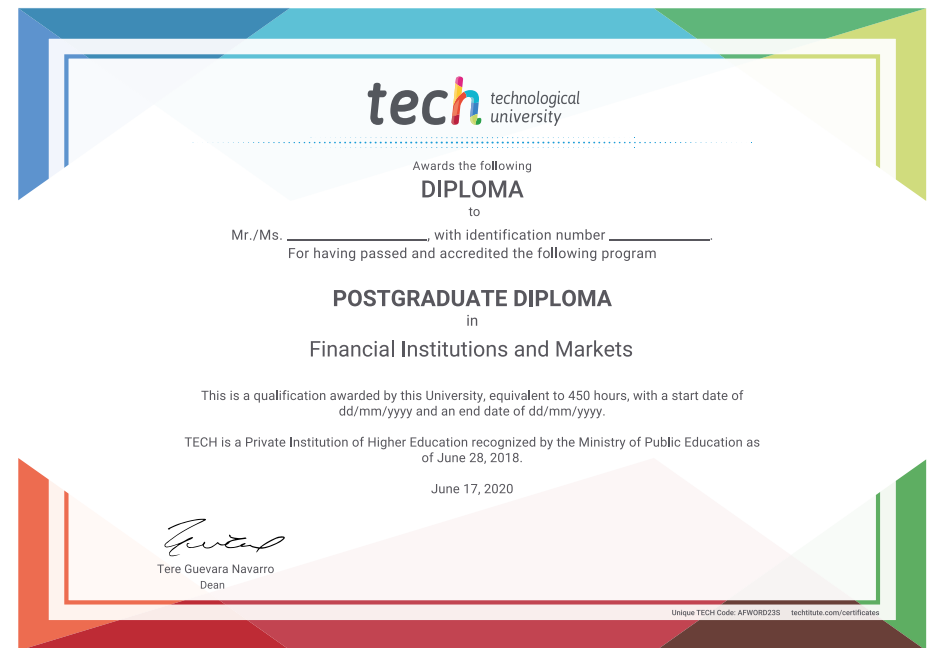 tech technological
university
Awards the following
DIPLOMA
to
Mr./Ms. ____________________, with identification number ______________.
For having passed and accredited the following program
POSTGRADUATE DIPLOMA
in
Financial Institutions and Markets
This is a qualification awarded by this University, equivalent to 450 hours, with a start date of
dd/mm/yyyy and an end date of dd/mm/yyyy.
TECH is a Private Institution of Higher Education recognized by the Ministry of Public Education as
of June 28, 2018.
June 17, 2020
Tere Guevara Navarro
Dean
Unique TECH Code: AFWORD23S techtitute.com/certificates